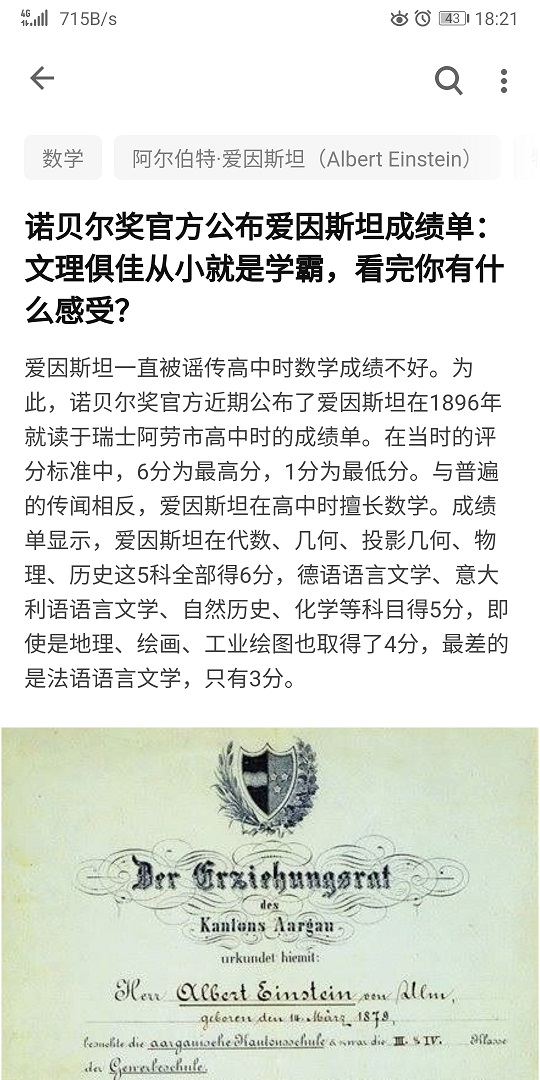 4G 715B/s 43 18:21
数学 阿尔伯特·爱因斯坦（Albert Einstein）
诺贝尔奖官方公布爱因斯坦成绩单：
文理俱佳从小就是学霸，看完你有什
么感受？
爱因斯坦一直被谣传高中时数学成绩不好。为
此，诺贝尔奖官方近期公布了爱因斯坦在1896年
就读于瑞士阿劳市高中时的成绩单。在当时的评
分标准中，6分为最高分，1分为最低分。与普遍
的传闻相反，爱因斯坦在高中时擅长数学。成绩
单显示，爱因斯坦在代数、几何、投影几何、物
理、历史这5科全部得6分，德语语言文学、意大
利语语言文学、自然历史、化学等科目得5分，即
使是地理、绘画、工业绘图也取得了4分，最差的
是法语语言文学，只有3分。
Der Erziehungsrat
des
Kantons Aargau
urkundet hiemit:
Herr Albert Einstein von Ulm,
geboren den 14. März 1879,
besuchte die aargauische Kantonsschule & zwar die III. & IV. Klasse
der Gewerbeschule.